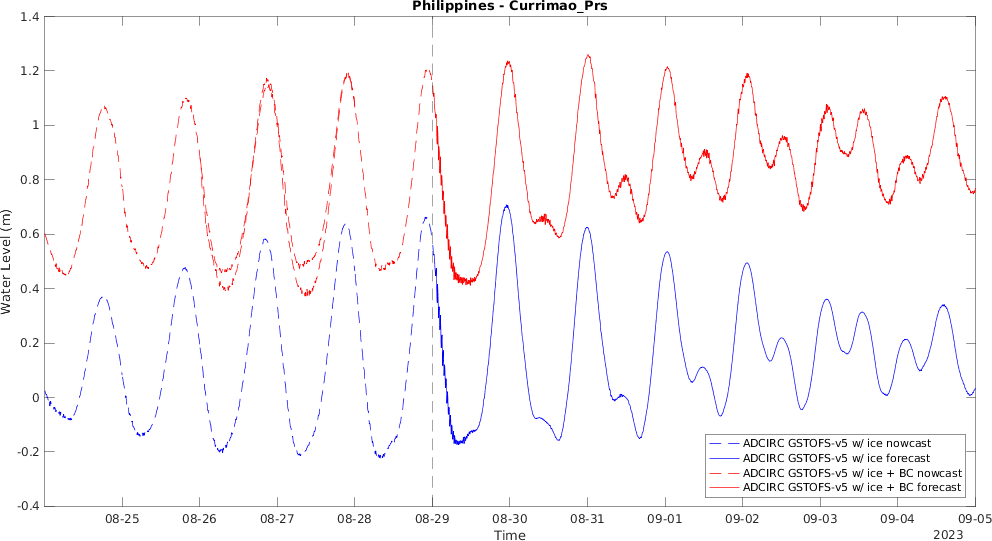 Philippines - Currimao_Prs
1.4
1.2
1
0.8
0.6
0.4
0.2
0
-0.2
-0.4
Water Level (m)
ADCIRC GSTOFS-v5 w/ ice nowcast
ADCIRC GSTOFS-v5 w/ ice forecast
ADCIRC GSTOFS-v5 w/ ice + BC nowcast
ADCIRC GSTOFS-v5 w/ ice + BC forecast
08-25 08-26 08-27 08-28 08-29 08-30 08-31 09-01 09-02 09-03 09-04 09-05
Time
2023